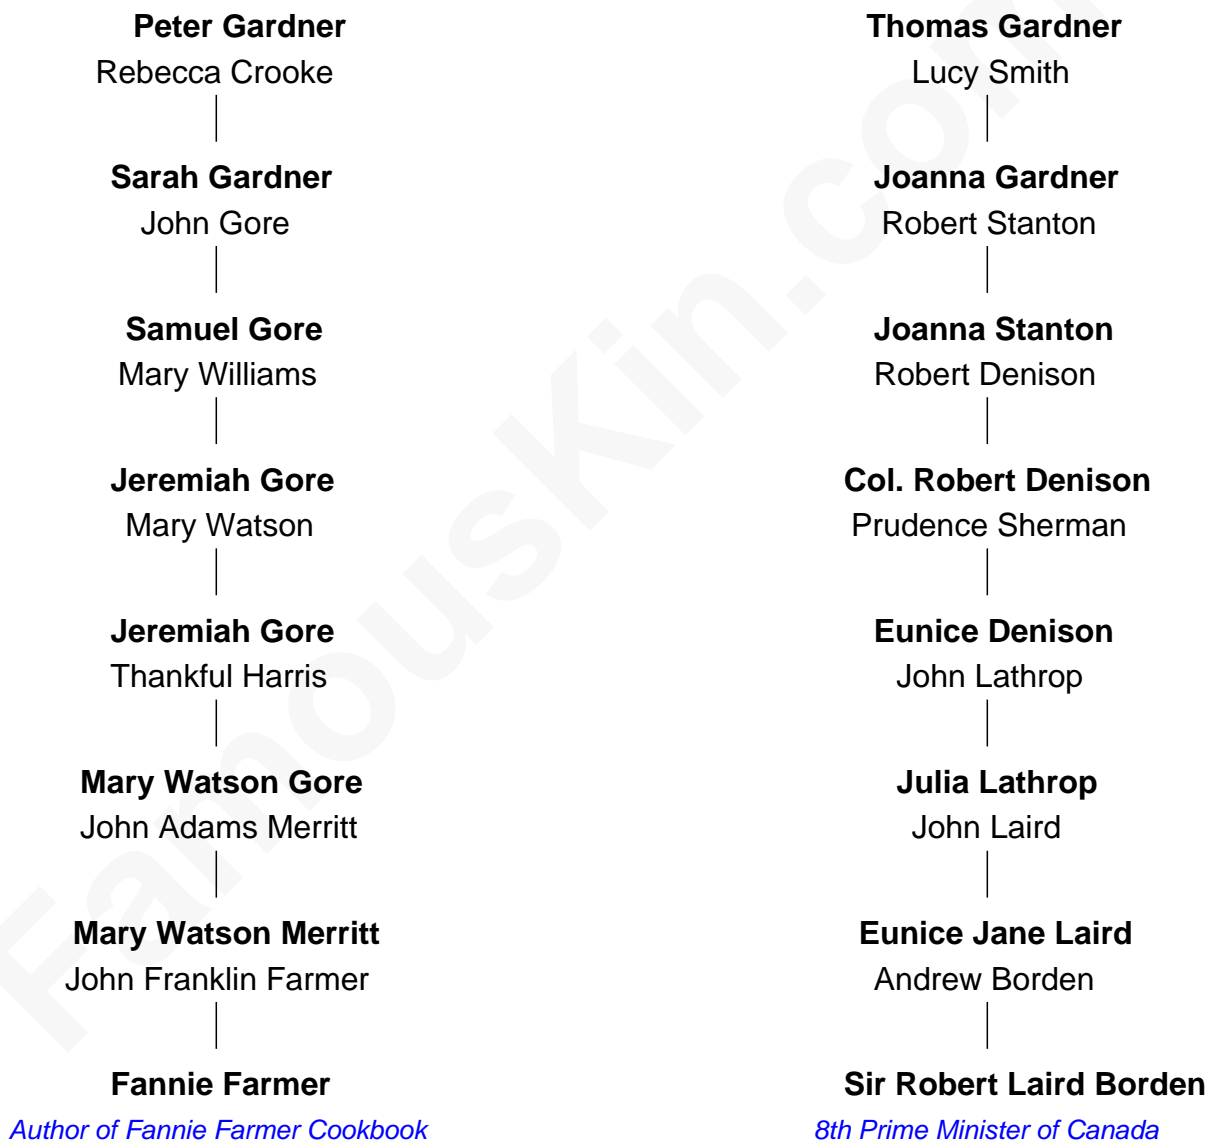 Peter Gardner
Rebecca Crooke
Sarah Gardner
John Gore
Samuel Gore
Mary Williams
Jeremiah Gore
Mary Watson
Jeremiah Gore
Thankful Harris
Mary Watson Gore
John Adams Merritt
Mary Watson Merritt
John Franklin Farmer
Fannie Farmer
Author of Fannie Farmer Cookbook
Thomas Gardner
Lucy Smith
Joanna Gardner
Robert Stanton
Joanna Stanton
Robert Denison
Col. Robert Denison
Prudence Sherman
Eunice Denison
John Lathrop
Julia Lathrop
John Laird
Eunice Jane Laird
Andrew Borden
Sir Robert Laird Borden
8th Prime Minister of Canada
FamousKin.com